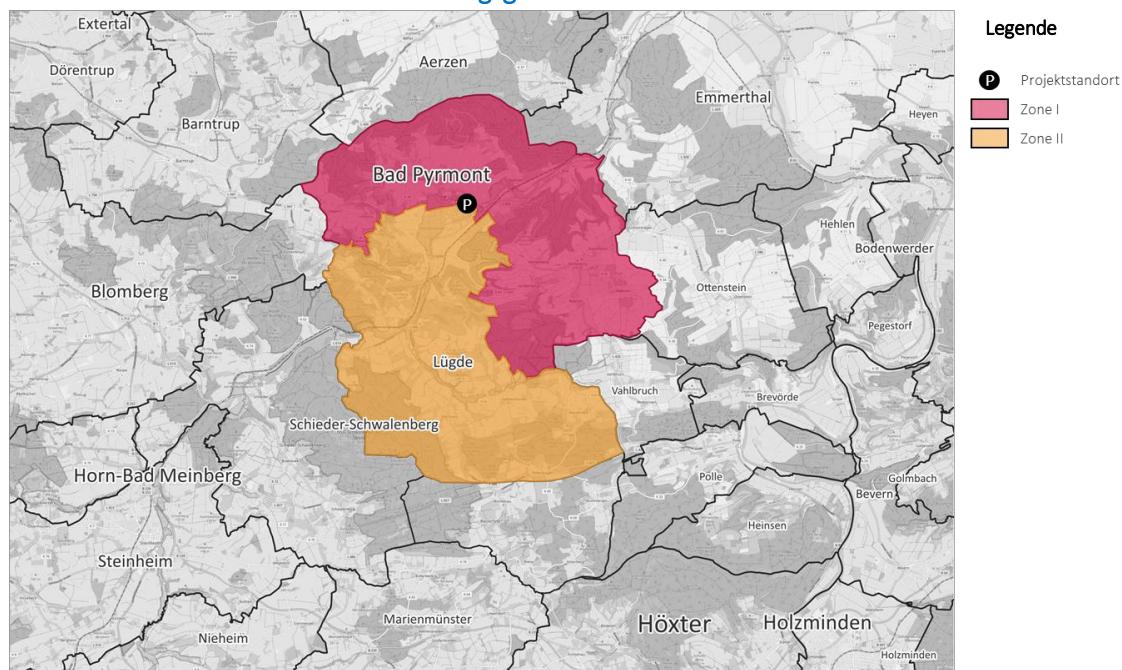 Legende
P Projektstandort
Zone I
Zone II
Extertal
Aerzen
Dörentrup
Emmerthal
Heyen
Barntrup
Barntrup
Bad Pyrmont
P
Hehlen
Bodenwerder
Blomberg
Ottenstein
Pegestorf
Lügde
Vahlbruch
Brevörde
Schieder-Schwalenberg
Horn-Bad Meinberg
Polle
Golmbach
Bevern
Heinsen
Steinheim
Marienmünster
Höxter
Holzminden
Nieheim
Holzminden